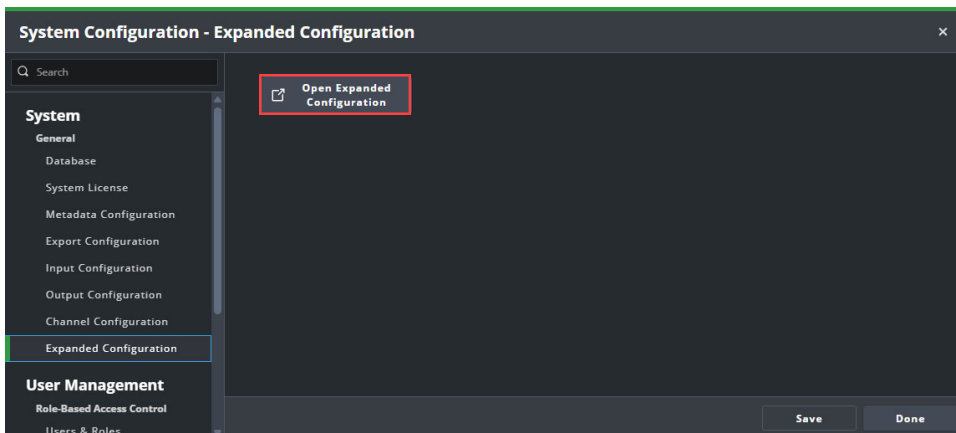 System Configuration - Expanded Configuration
Search
Open Expanded
Configuration
System
General
Database
System License
Metadata Configuration
Export Configuration
Input Configuration
Output Configuration
Channel Configuration
Expanded Configuration
User Management
Role-Based Access Control
Users & Roles
Save Done